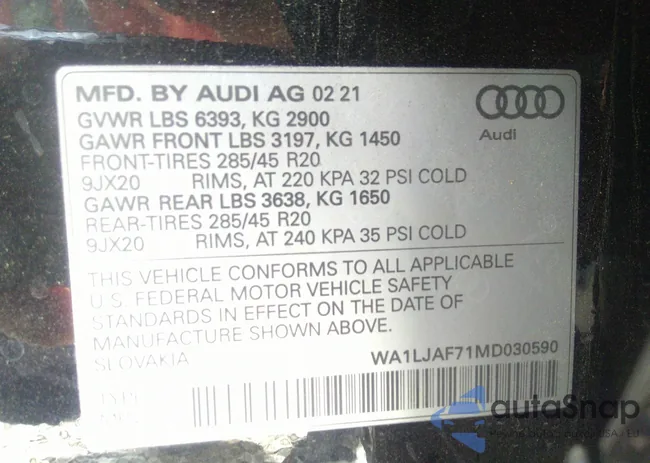 MFD. BY AUDI AG 02 21
GVWR LBS 6393, KG 2900
GAWR FRONT LBS 3197, KG 1450
FRONT-TIRES 285/45 R20
9JX20 RIMS, AT 220 KPA 32 PSI COLD
GAWR REAR LBS 3638, KG 1650
REAR-TIRES 285/45 R20
9JX20 RIMS, AT 240 KPA 35 PSI COLD
Audi
THIS VEHICLE CONFORMS TO ALL APPLICABLE
U.S. FEDERAL MOTOR VEHICLE SAFETY
STANDARDS IN EFFECT ON THE DATE OF
MANUFACTURE SHOWN ABOVE.
SLOVAKIA WA1LJAF71MD030590
autoSnap